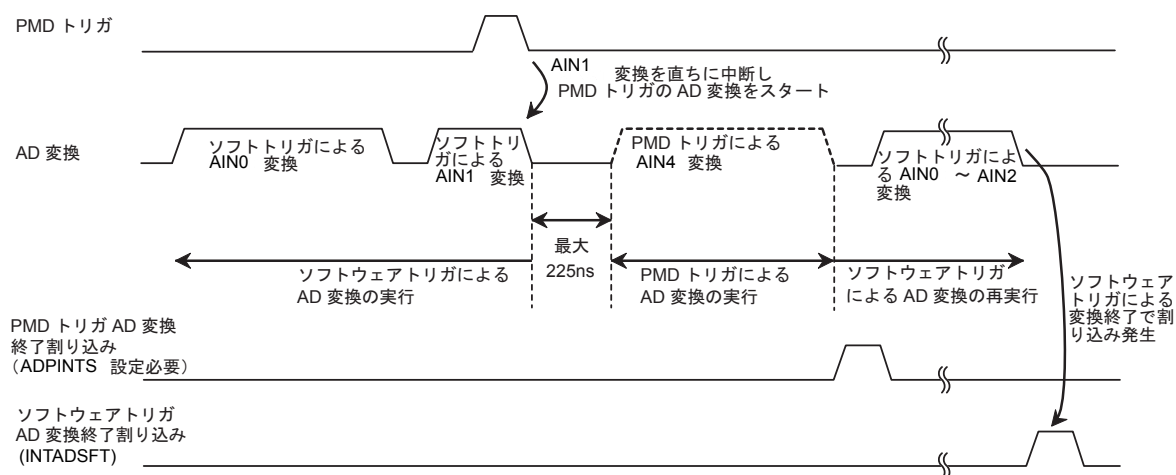 PMD トリガ
AIN1
変換を直ちに中断し
PMD トリガの AD 変換をスタート
AD 変換
ソフトトリガによる
AIN0 変換
ソフトトリ
ガによる
AIN1 変換
PMD トリガによる
AIN4 変換
ソフトトリガによ
る AIN0 ～ AIN2
変換
最大
225ns
ソフトウェアトリガによる
AD 変換の実行
PMD トリガによる
AD 変換の実行
ソフトウェアトリガ
による AD 変換の再実行
ソフトウェア
トリガによる
変換終了で割
り込み発生
PMD トリガ AD 変換
終了割り込み
（ADPINTS 設定必要）
ソフトウェアトリガ
AD 変換終了割り込み
(INTADSFT)